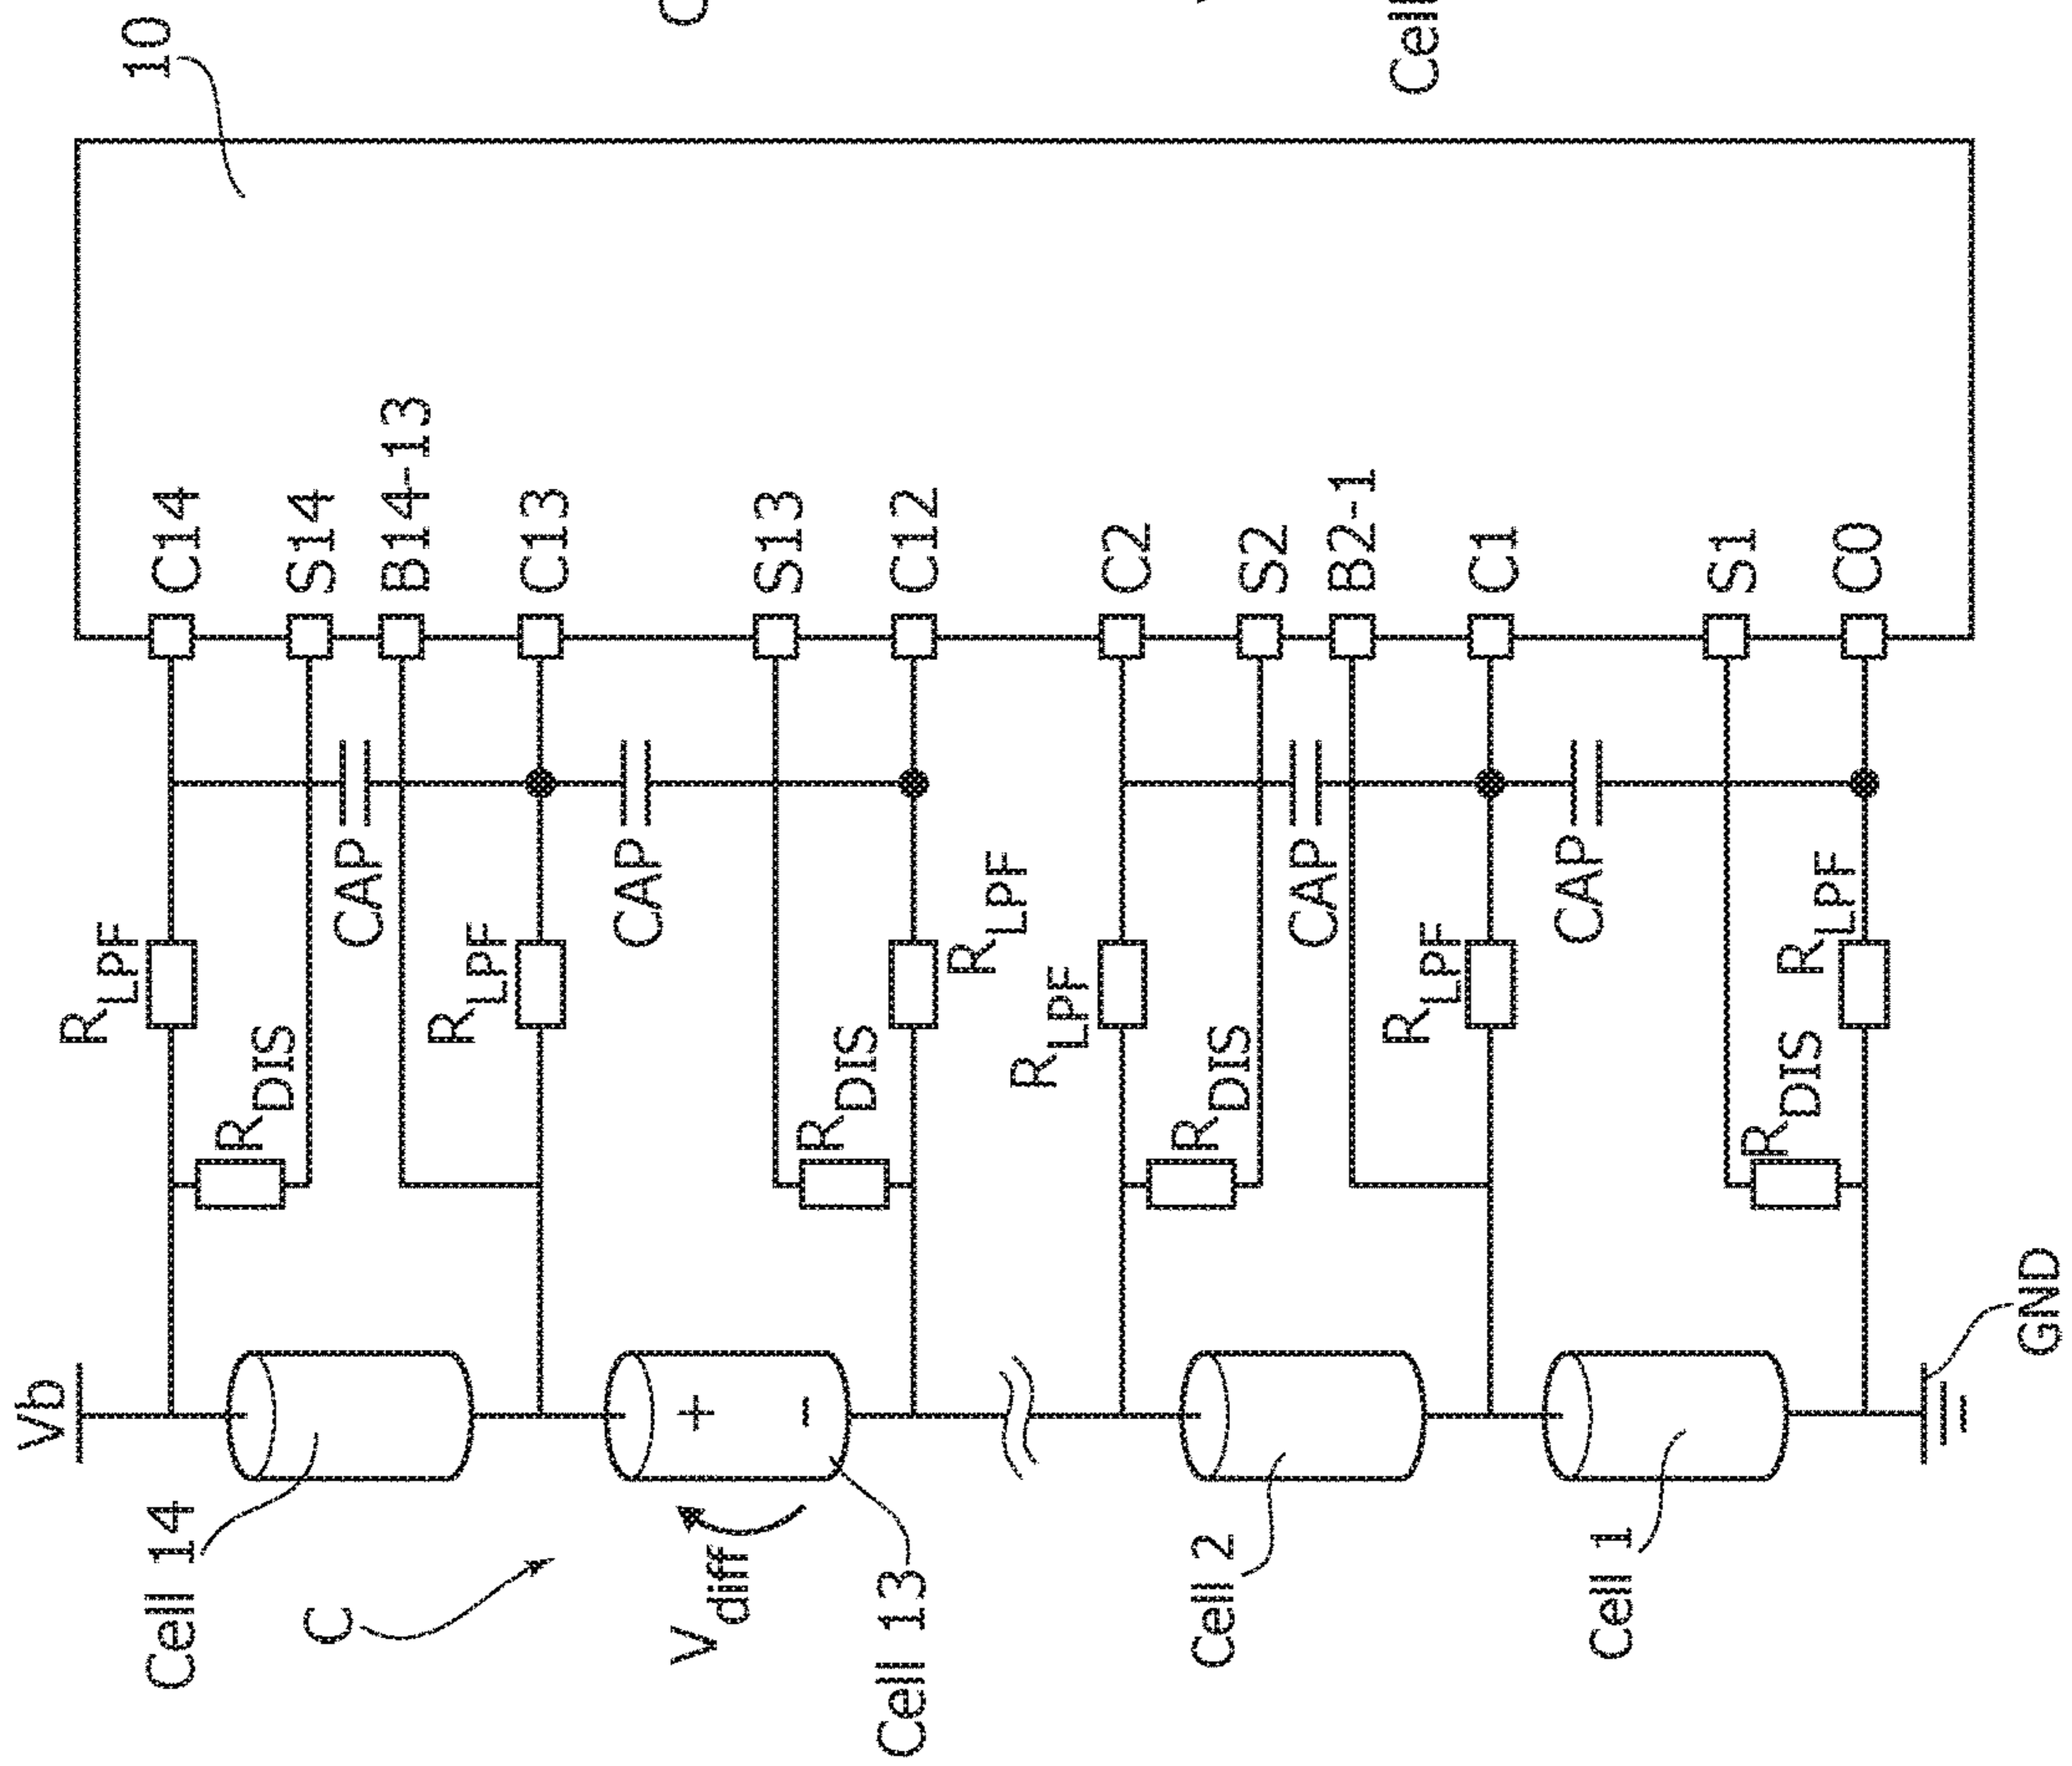 Vb
10
R_LPF
C14
R_DIS
S14
CAP
B14-13
R_LPF
C13
Cell 14
C
CAP
V_diff
+
-
R_DIS
S13
R_LPF
C12
Cell 13
R_LPF
C2
R_DIS
S2
CAP
B2-1
R_LPF
C1
Cell 2
CAP
R_DIS
S1
R_LPF
C0
Cell 1
GND
C
Cell